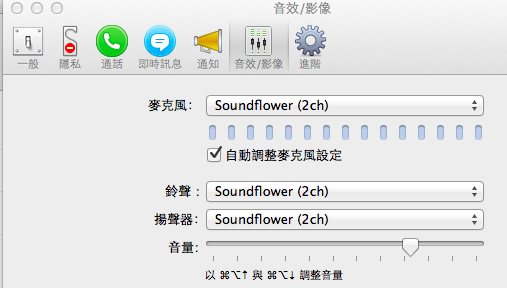 音效/影像
一般 隱私 通話 即時訊息 通知 音效/影像 進階
麥克風: Soundflower (2ch)
自動調整麥克風設定
鈴聲: Soundflower (2ch)
揚聲器: Soundflower (2ch)
音量:
以 ⌘⌥↑ 與 ⌘⌥↓ 調整音量